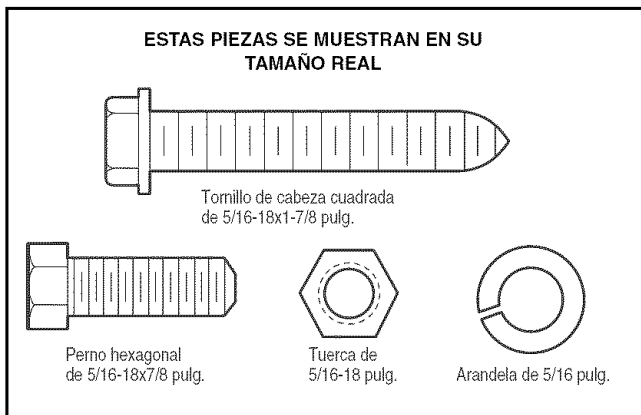 ESTAS PIEZAS SE MUESTRAN EN SU
TAMAÑO REAL
Tornillo de cabeza cuadrada
de 5/16-18x1-7/8 pulg.
Perno hexagonal
de 5/16-18x7/8 pulg.
Tuerca de
5/16-18 pulg.
Arandela de 5/16 pulg.